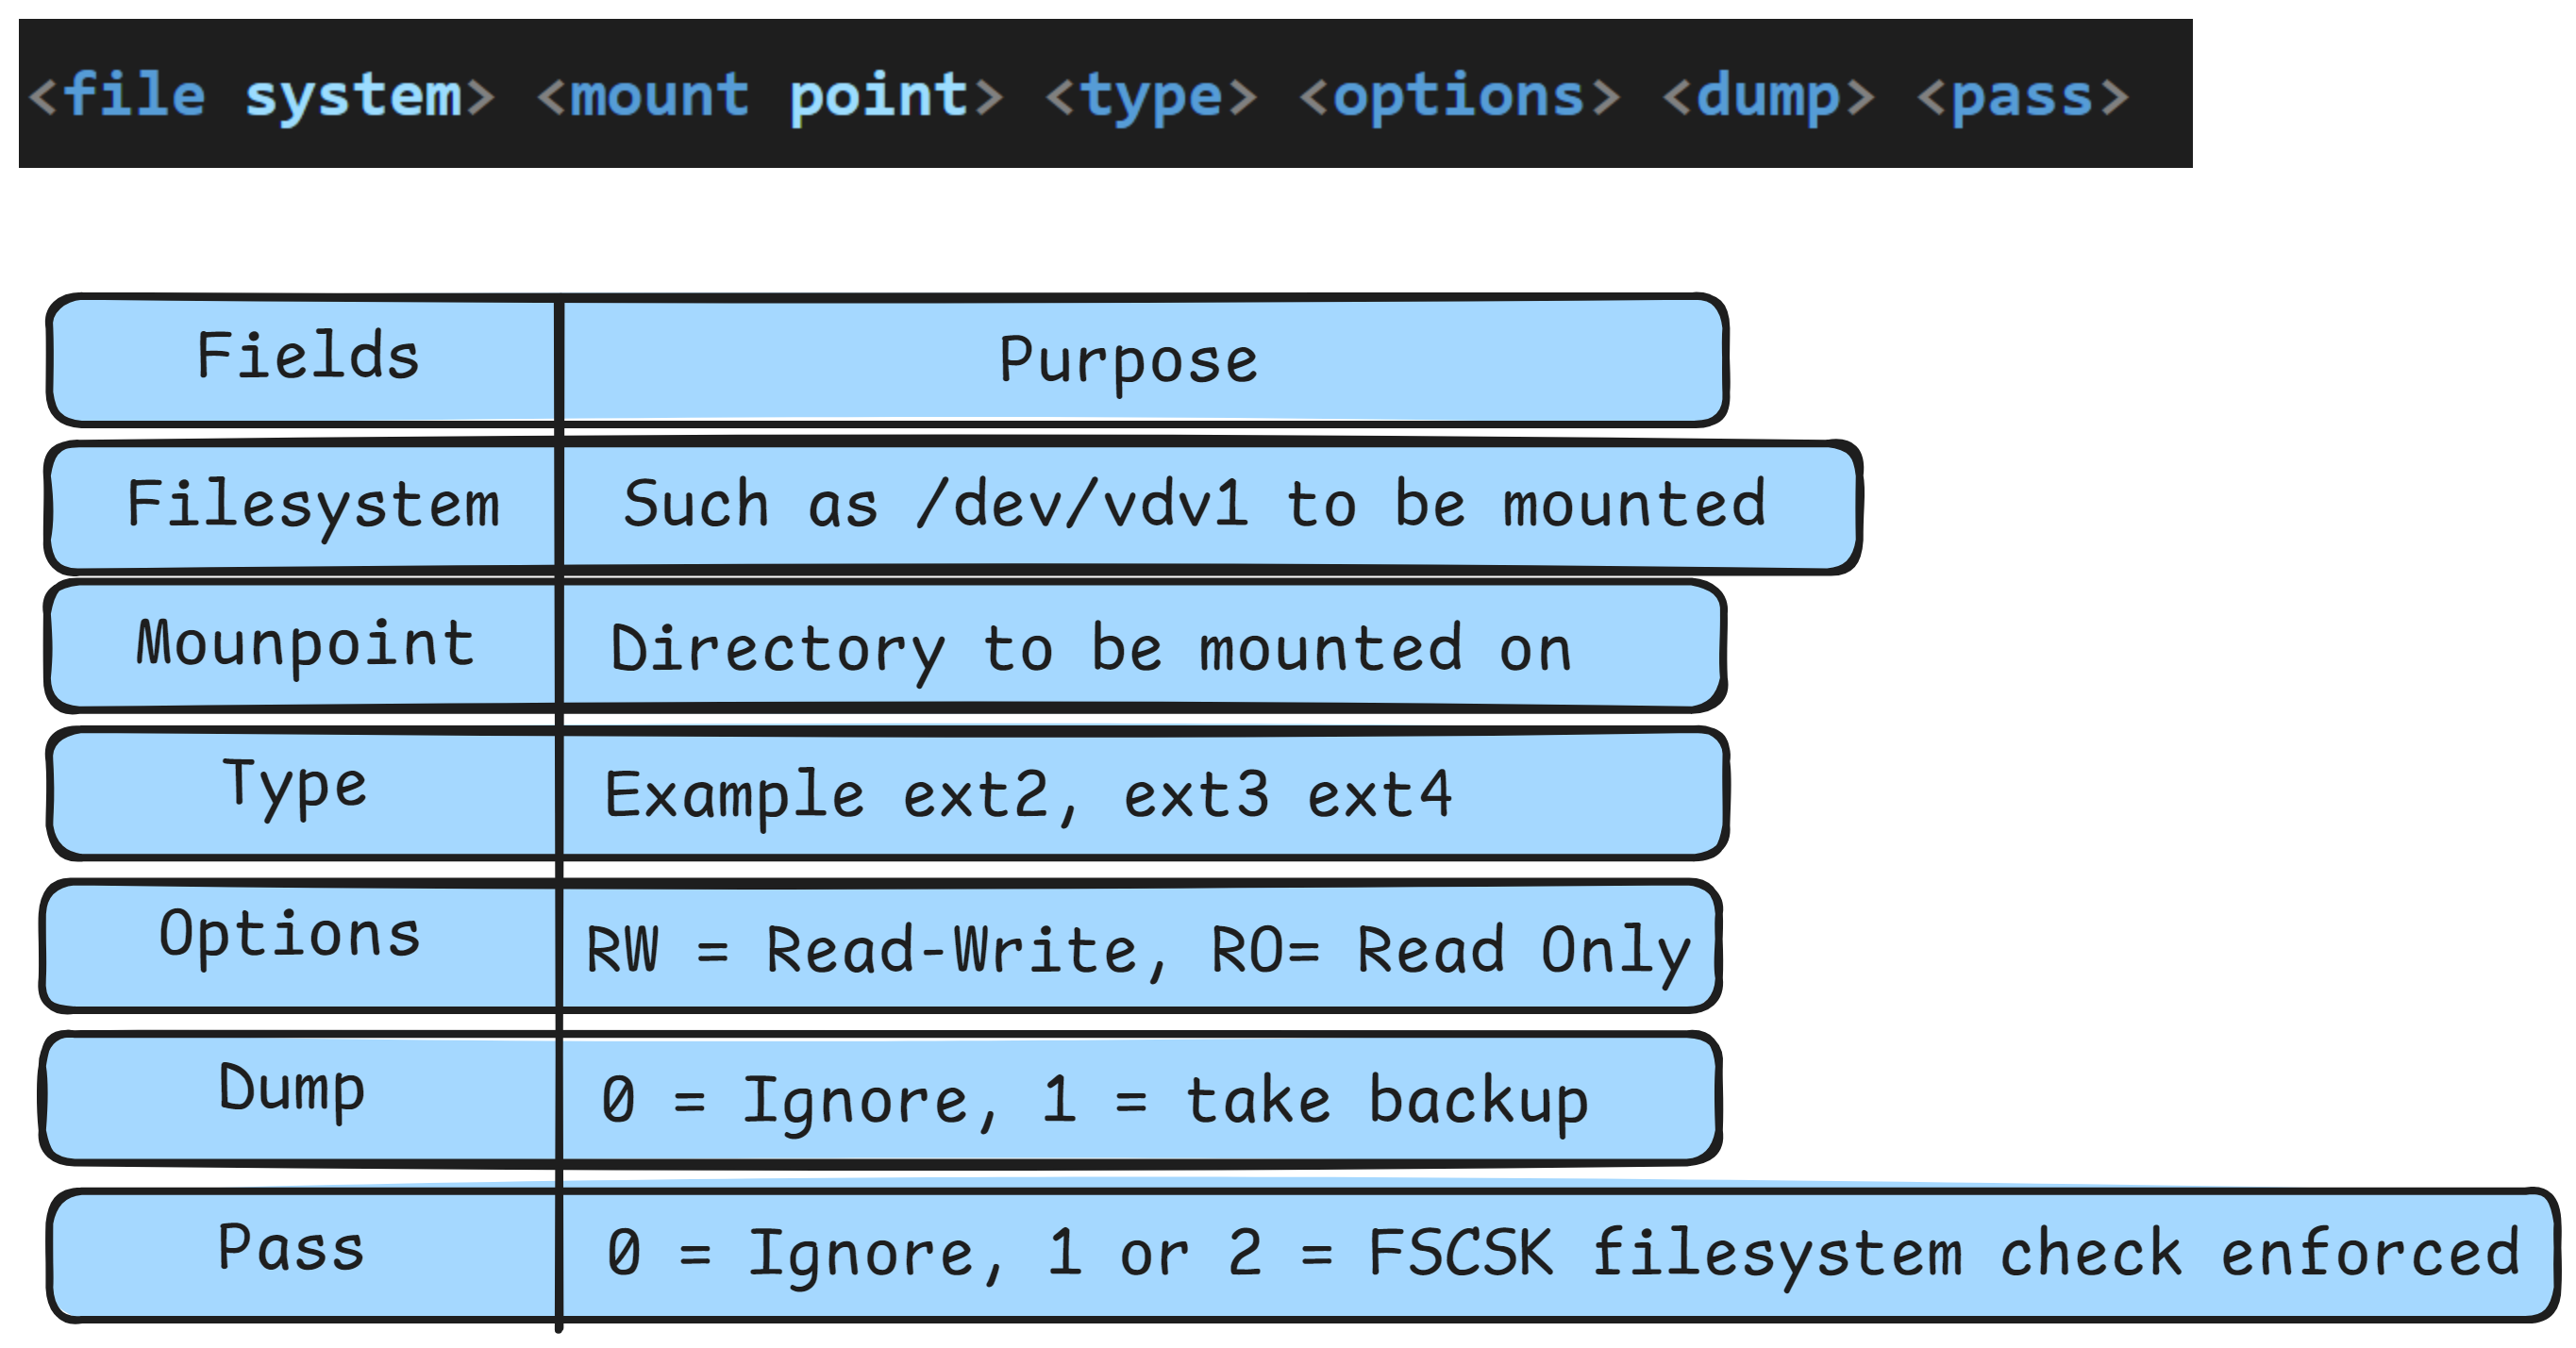 <file system> <mount point> <type> <options> <dump> <pass>
Fields Purpose
Filesystem Such as /dev/vdv1 to be mounted
Mounpoint Directory to be mounted on
Type Example ext2, ext3 ext4
Options RW = Read-Write, RO= Read Only
Dump 0 = Ignore, 1 = take backup
Pass 0 = Ignore, 1 or 2 = FSCSK filesystem check enforced